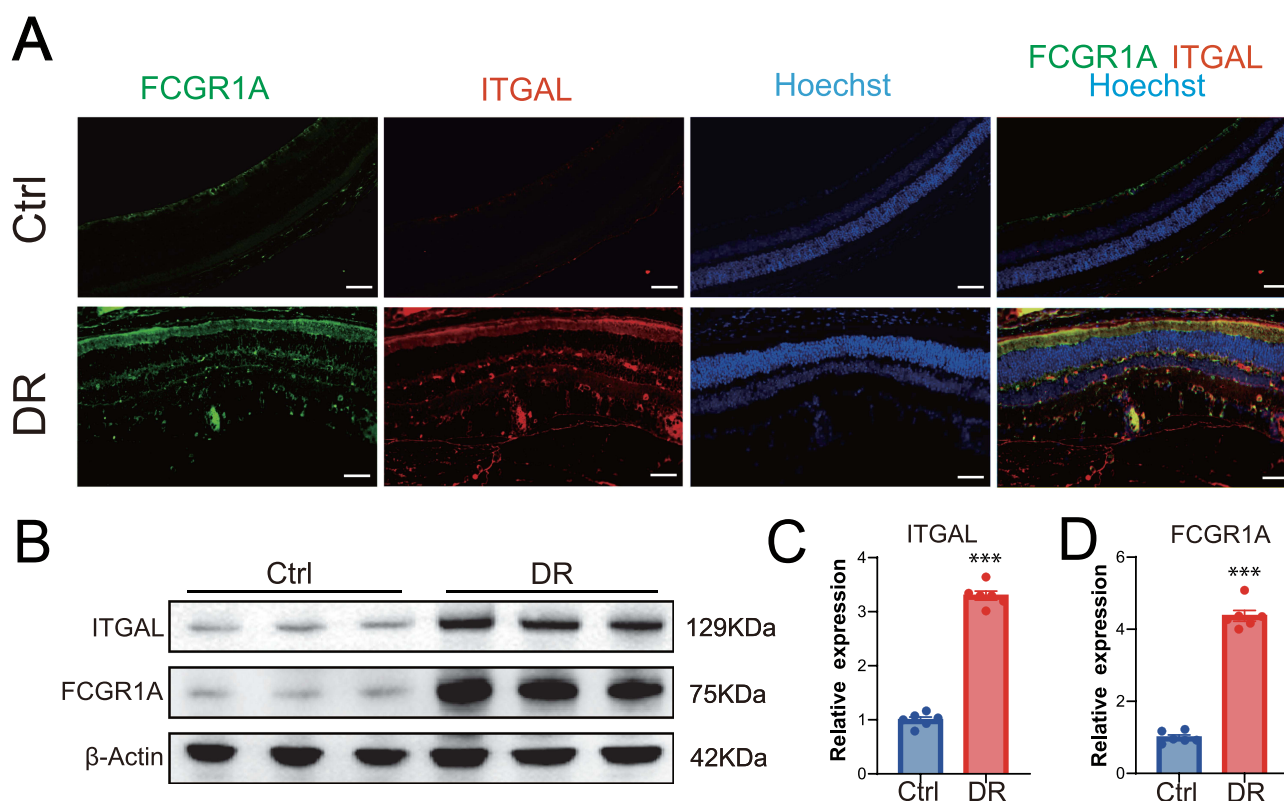 A
FCGR1A
ITGAL
Hoechst
FCGR1A ITGAL
Hoechst
Ctrl
DR
B
Ctrl
DR
ITGAL
129KDa
FCGR1A
75KDa
β-Actin
42KDa
C
ITGAL
***
Relative expression
4
3
2
1
0
Ctrl
DR
D
FCGR1A
***
Relative expression
6
4
2
0
Ctrl
DR